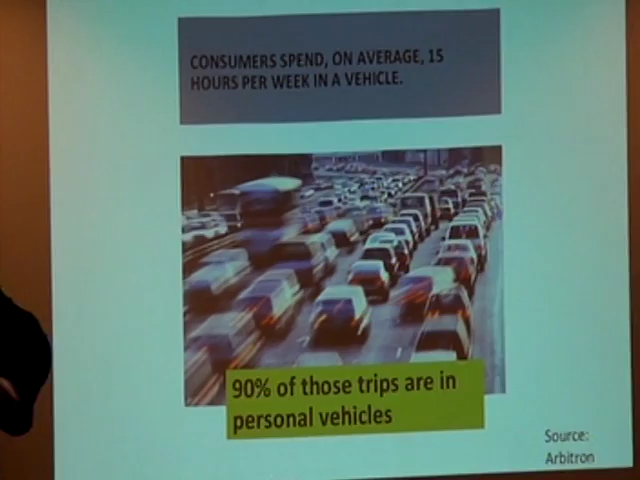 CONSUMERS SPEND, ON AVERAGE, 15
HOURS PER WEEK IN A VEHICLE.
90% of those trips are in
personal vehicles
Source:
Arbitron